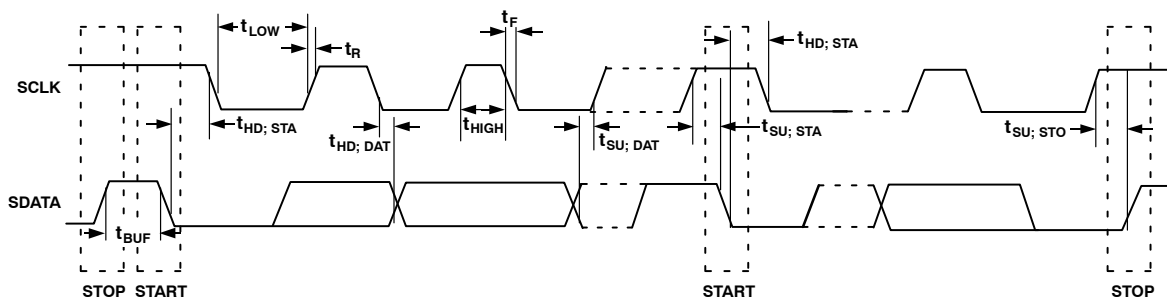 tLOW
tR
tF
tHD; STA
SCLK
tHD; STA
tHD; DAT
tHIGH
tSU; DAT
tSU; STA
tSU; STO
SDATA
tBUF
STOP
START
START
STOP